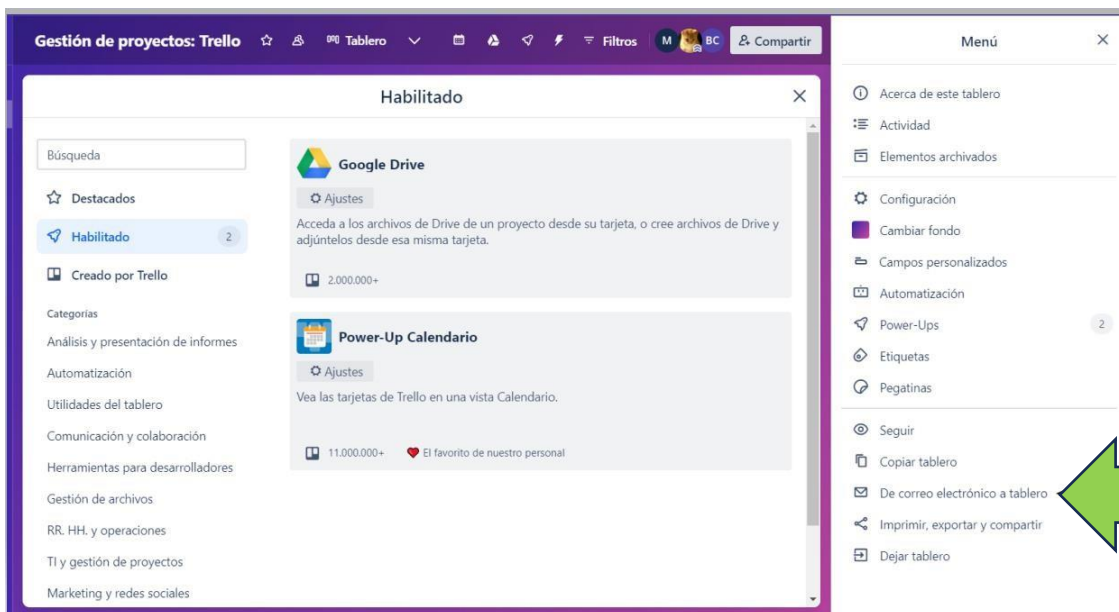 Gestión de proyectos: Trello
Tablero
Filtros
M
BC
Compartir
Habilitado
Búsqueda
Destacados
Habilitado 2
Creado por Trello
Categorías
Análisis y presentación de informes
Automatización
Utilidades del tablero
Comunicación y colaboración
Herramientas para desarrolladores
Gestión de archivos
RR. HH. y operaciones
TI y gestión de proyectos
Marketing y redes sociales
Google Drive
Ajustes
Acceda a los archivos de Drive de un proyecto desde su tarjeta, o cree archivos de Drive y
adjúntelos desde esa misma tarjeta.
2.000.000+
Power-Up Calendario
Ajustes
Vea las tarjetas de Trello en una vista Calendario.
11.000.000+ El favorito de nuestro personal
Menú
Acerca de este tablero
Actividad
Elementos archivados
Configuración
Cambiar fondo
Campos personalizados
Automatización
Power-Ups 2
Etiquetas
Pegatinas
Seguir
Copiar tablero
De correo electrónico a tablero
Imprimir, exportar y compartir
Dejar tablero